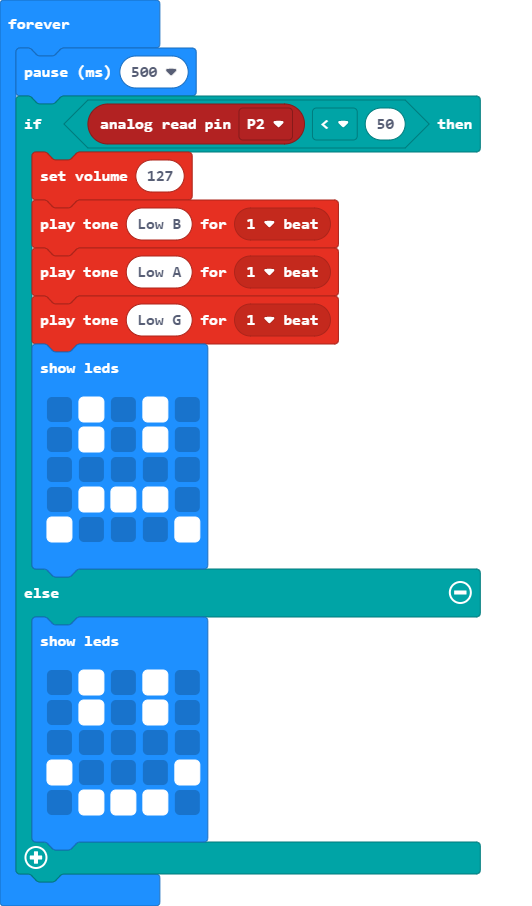 forever
pause (ms) 500
if analog read pin P2 < 50 then
set volume 127
play tone Low B for 1 beat
play tone Low A for 1 beat
play tone Low G for 1 beat
show leds
else
show leds